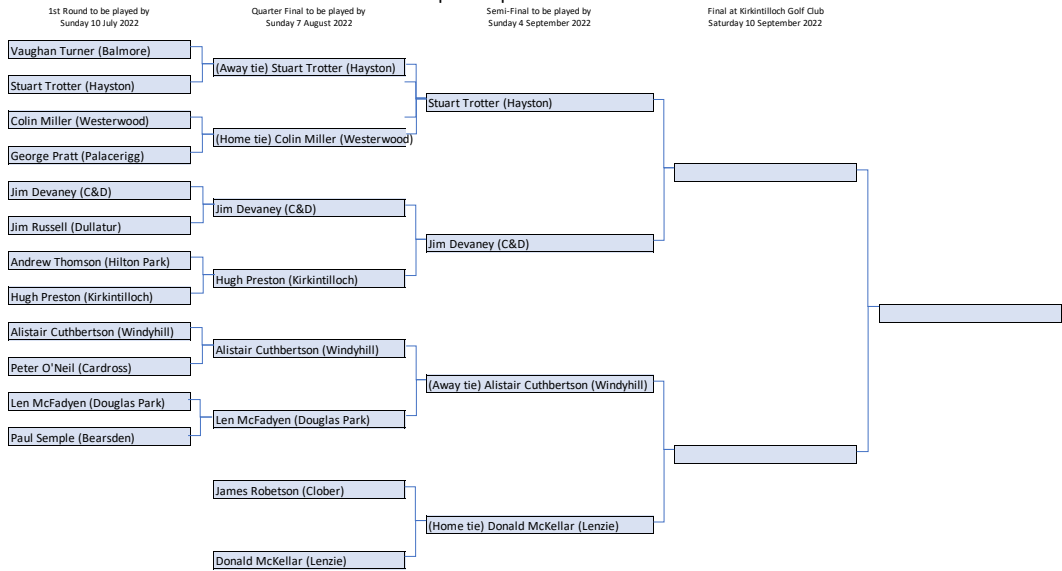 1st Round to be played by
Sunday 10 July 2022
Quarter Final to be played by
Sunday 7 August 2022
Semi-Final to be played by
Sunday 4 September 2022
Final at Kirkintilloch Golf Club
Saturday 10 September 2022
Vaughan Turner (Balmore)
Stuart Trotter (Hayston)
Colin Miller (Westerwood)
George Pratt (Palacerigg)
Jim Devaney (C&D)
Jim Russell (Dullatur)
Andrew Thomson (Hilton Park)
Hugh Preston (Kirkintilloch)
Alistair Cuthbertson (Windyhill)
Peter O'Neil (Cardross)
Len McFadyen (Douglas Park)
Paul Semple (Bearsden)
(Away tie) Stuart Trotter (Hayston)
(Home tie) Colin Miller (Westerwood)
Jim Devaney (C&D)
Hugh Preston (Kirkintilloch)
Alistair Cuthbertson (Windyhill)
Len McFadyen (Douglas Park)
James Robetson (Clober)
Donald McKellar (Lenzie)
Stuart Trotter (Hayston)
Jim Devaney (C&D)
(Away tie) Alistair Cuthbertson (Windyhill)
(Home tie) Donald McKellar (Lenzie)